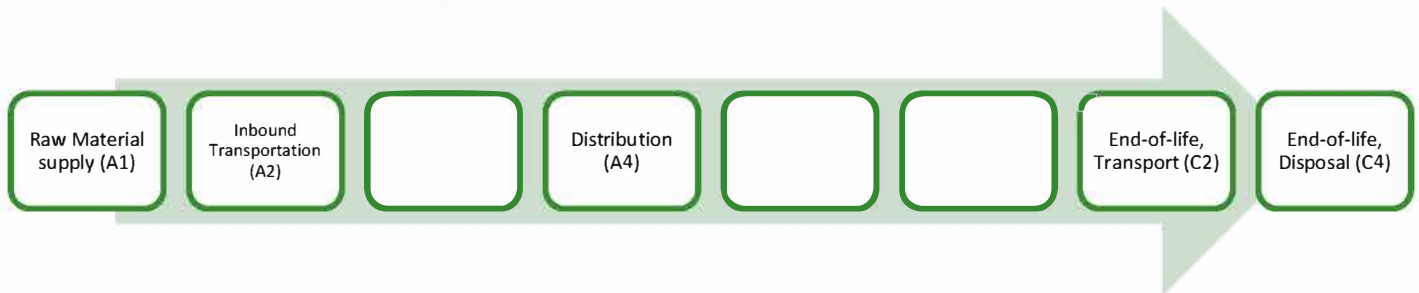 Raw Material
supply (A1)
Inbound
Transportation
(A2)
Distribution
(A4)
End-of-life,
Transport (C2)
End-of-life,
Disposal (C4)